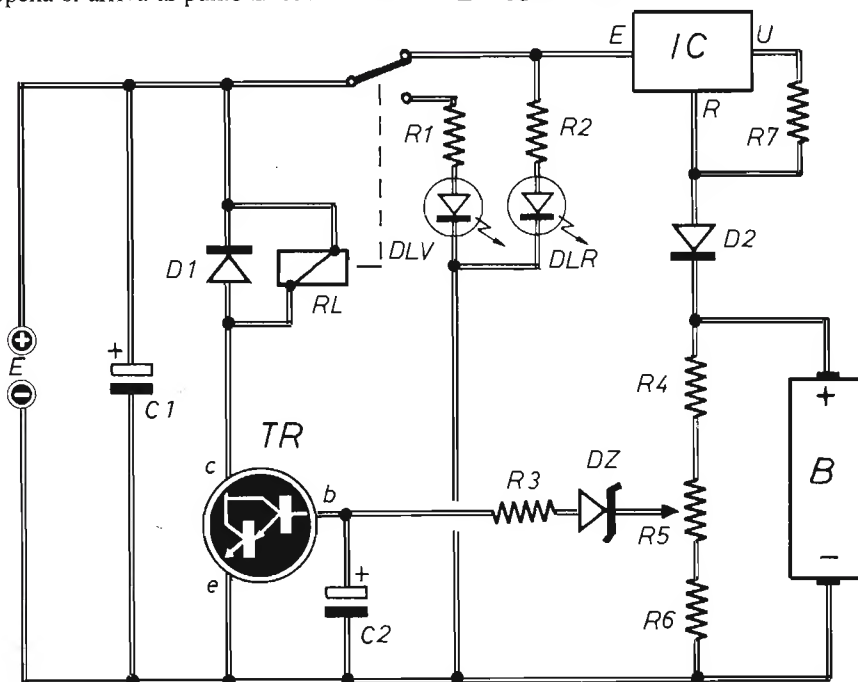 E
IC
U
R
R7
R1
R2
DLV
DLR
D2
D1
RL
+
E
−
+
C1
R4
+
B
−
TR
c
b
e
R3
DZ
R5
+
C2
R6